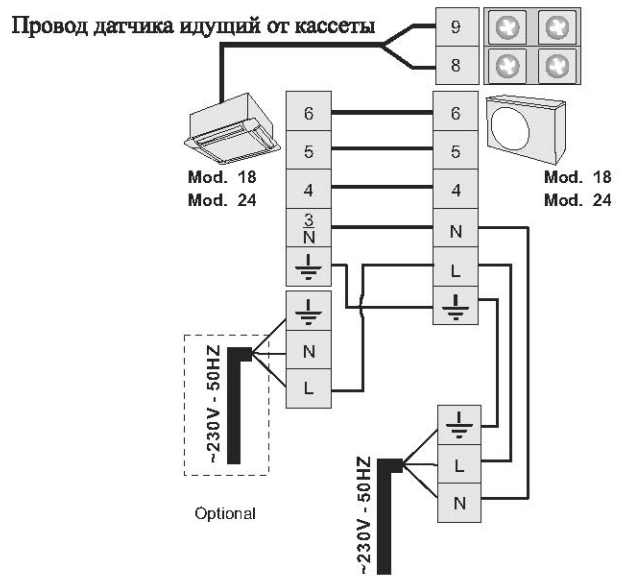 Провод датчика идущий от кассеты
9
8
6
5
4
3
N
6
5
4
N
L
Mod. 18
Mod. 24
Mod. 18
Mod. 24
N
L
~230V - 50HZ
Optional
L
N
~230V - 50HZ